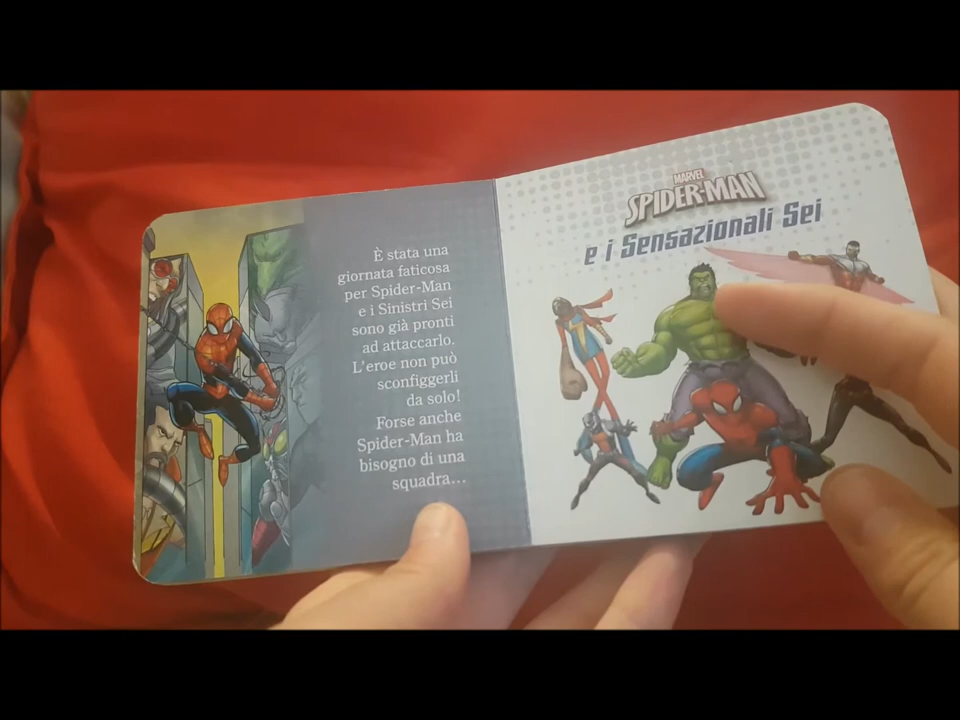 È stata una
giornata faticosa
per Spider-Man
e i Sinistri Sei
sono già pronti
ad attaccarlo.
L'eroe non può
sconfiggerli
da solo!
Forse anche
Spider-Man ha
bisogno di una
squadra...
MARVEL
SPIDER-MAN
e i Sensazionali Sei